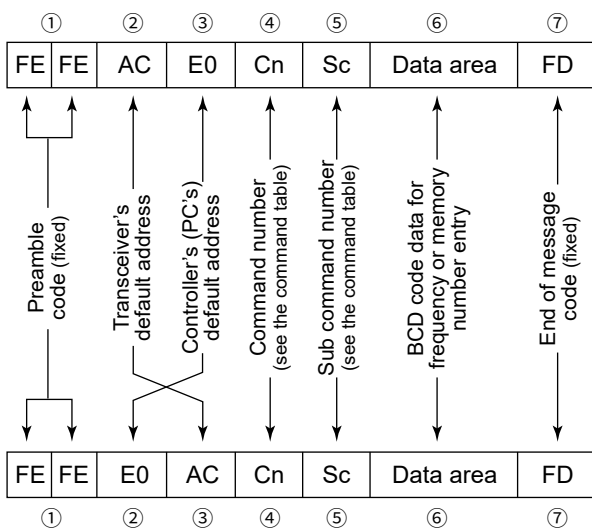 ① ② ③ ④ ⑤ ⑥ ⑦
FE FE AC E0 Cn Sc Data area FD
Preamble
code (fixed)
Transceiver's
default address
Controller's (PC's)
default address
Command number
(see the command table)
Sub command number
(see the command table)
BCD code data for
frequency or memory
number entry
End of message
code (fixed)
FE FE E0 AC Cn Sc Data area FD
① ② ③ ④ ⑤ ⑥ ⑦